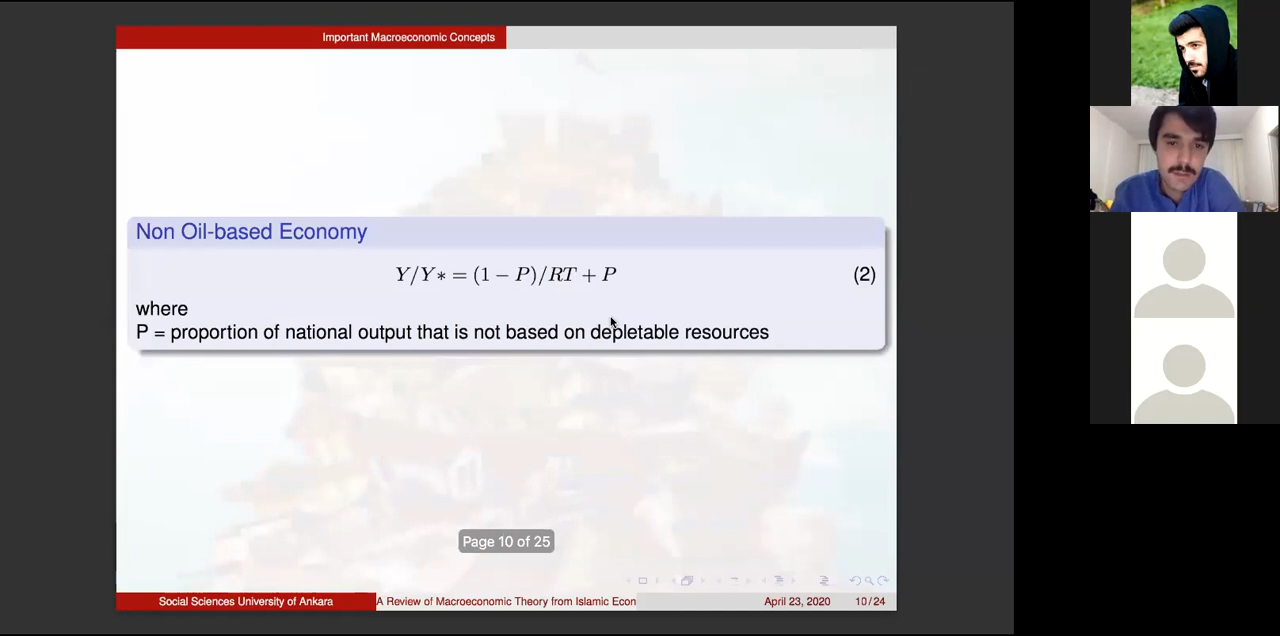 Important Macroeconomic Concepts
Non Oil-based Economy
Y/Y∗ = (1 − P)/RT + P (2)
where
P = proportion of national output that is not based on depletable resources
Page 10 of 25
Social Sciences University of Ankara A Review of Macroeconomic Theory from Islamic Econ April 23, 2020 10/24